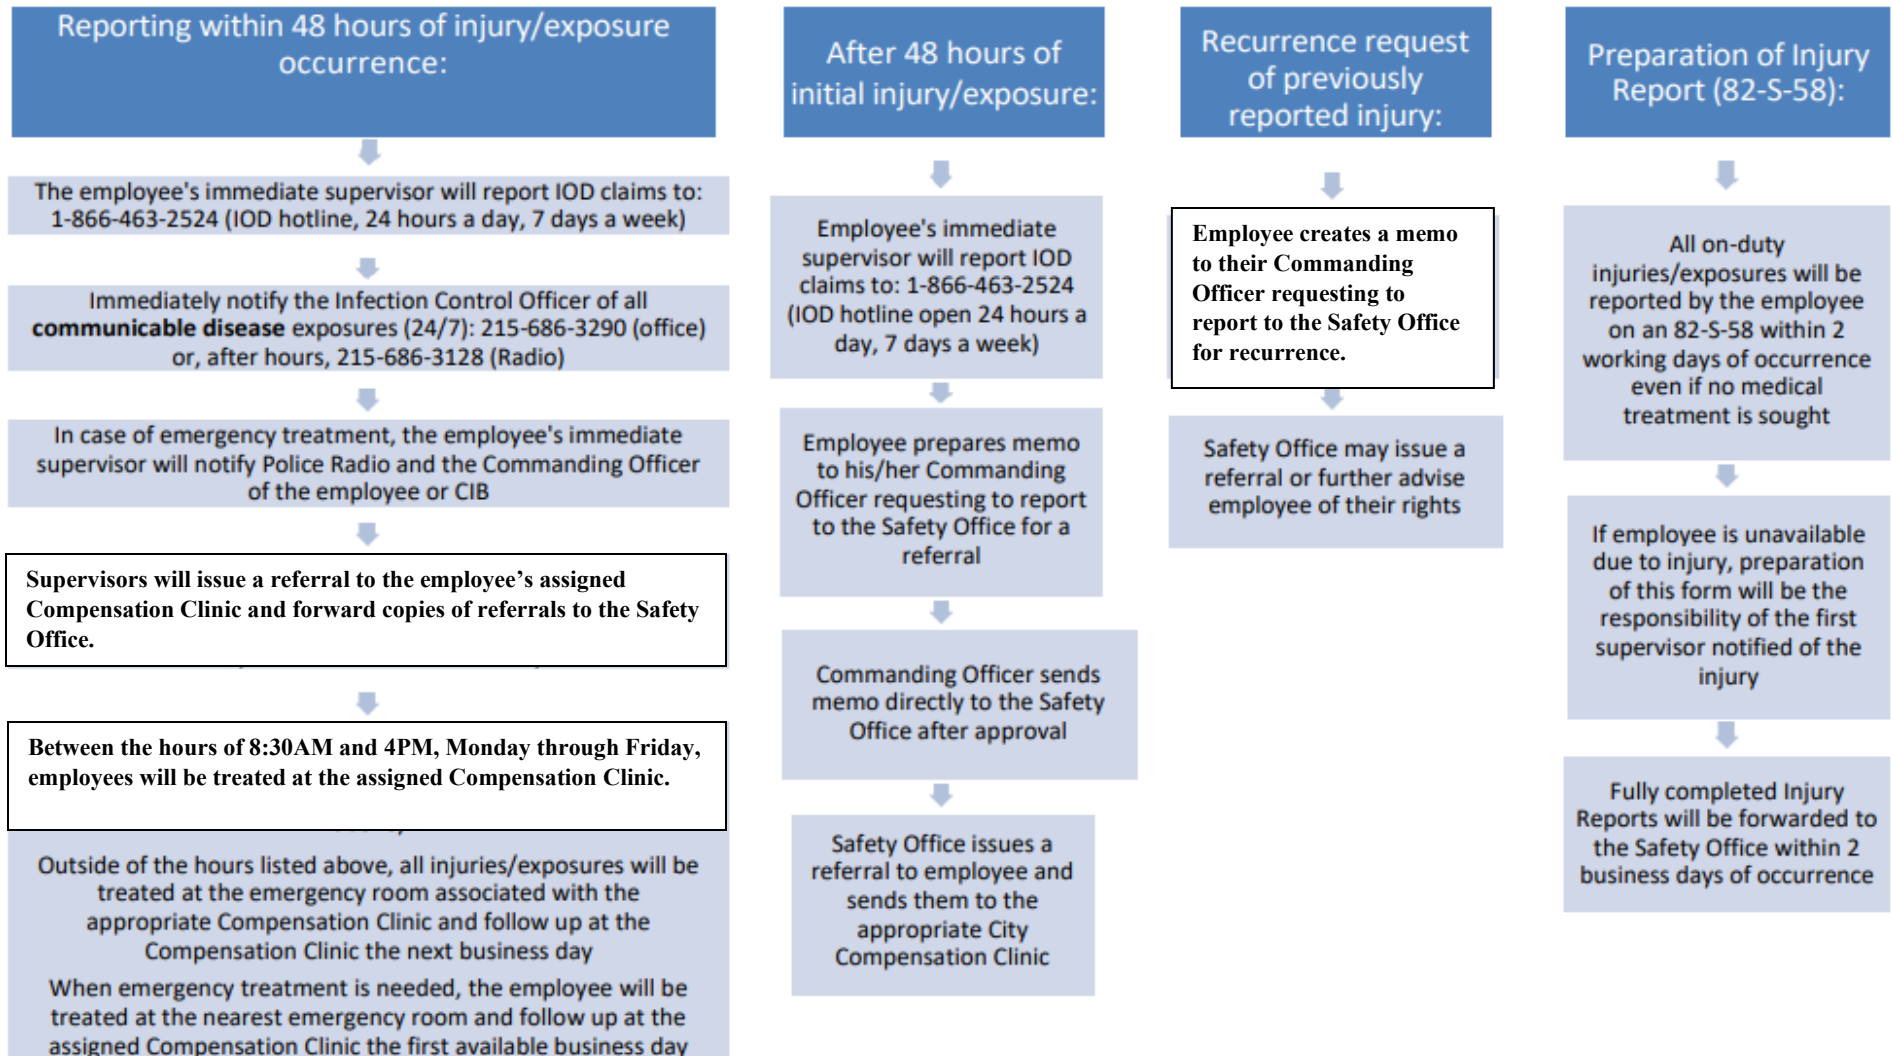 Reporting within 48 hours of injury/exposure
occurrence:
The employee's immediate supervisor will report IOD claims to:
1-866-463-2524 (IOD hotline, 24 hours a day, 7 days a week)
Immediately notify the Infection Control Officer of all
communicable disease exposures (24/7): 215-686-3290 (office)
or, after hours, 215-686-3128 (Radio)
In case of emergency treatment, the employee's immediate
supervisor will notify Police Radio and the Commanding Officer
of the employee or CIB
Supervisors will issue a referral to the employee’s assigned
Compensation Clinic and forward copies of referrals to the Safety
Office.
Between the hours of 8:30AM and 4PM, Monday through Friday,
employees will be treated at the assigned Compensation Clinic.
Outside of the hours listed above, all injuries/exposures will be
treated at the emergency room associated with the
appropriate Compensation Clinic and follow up at the
Compensation Clinic the next business day
When emergency treatment is needed, the employee will be
treated at the nearest emergency room and follow up at the
assigned Compensation Clinic the first available business day
After 48 hours of
initial injury/exposure:
Employee's immediate
supervisor will report IOD
claims to: 1-866-463-2524
(IOD hotline open 24 hours a
day, 7 days a week)
Employee prepares memo
to his/her Commanding
Officer requesting to report
to the Safety Office for a
referral
Commanding Officer sends
memo directly to the Safety
Office after approval
Safety Office issues a
referral to employee and
sends them to the
appropriate City
Compensation Clinic
Recurrence request
of previously
reported injury:
Employee creates a memo
to their Commanding
Officer requesting to
report to the Safety Office
for recurrence.
Safety Office may issue a
referral or further advise
employee of their rights
Preparation of Injury
Report (82-S-58):
All on-duty
injuries/exposures will be
reported by the employee
on an 82-S-58 within 2
working days of occurrence
even if no medical
treatment is sought
If employee is unavailable
due to injury, preparation
of this form will be the
responsibility of the first
supervisor notified of the
injury
Fully completed Injury
Reports will be forwarded to
the Safety Office within 2
business days of occurrence